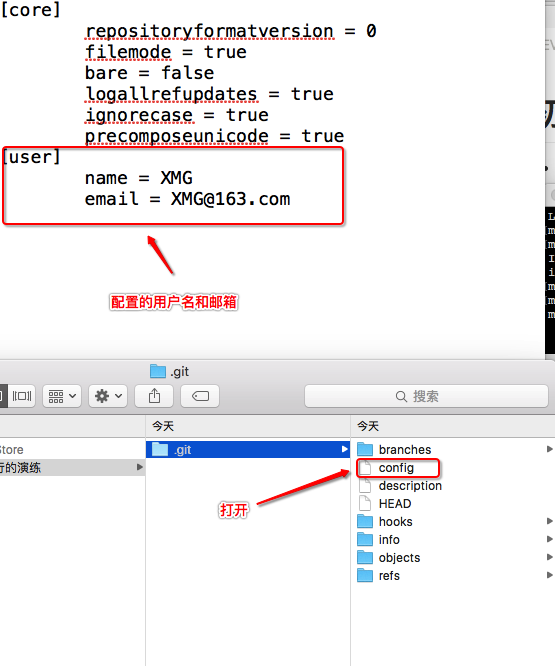 [core]
repositoryformatversion = 0
filemode = true
bare = false
logallrefupdates = true
ignorecase = true
precomposeunicode = true
[user]
name = XMG
email = XMG@163.com
配置的用户名和邮箱
.git
搜索
今天
今天
Store
行的演练
.git
branches
config
description
HEAD
hooks
info
objects
refs
打开